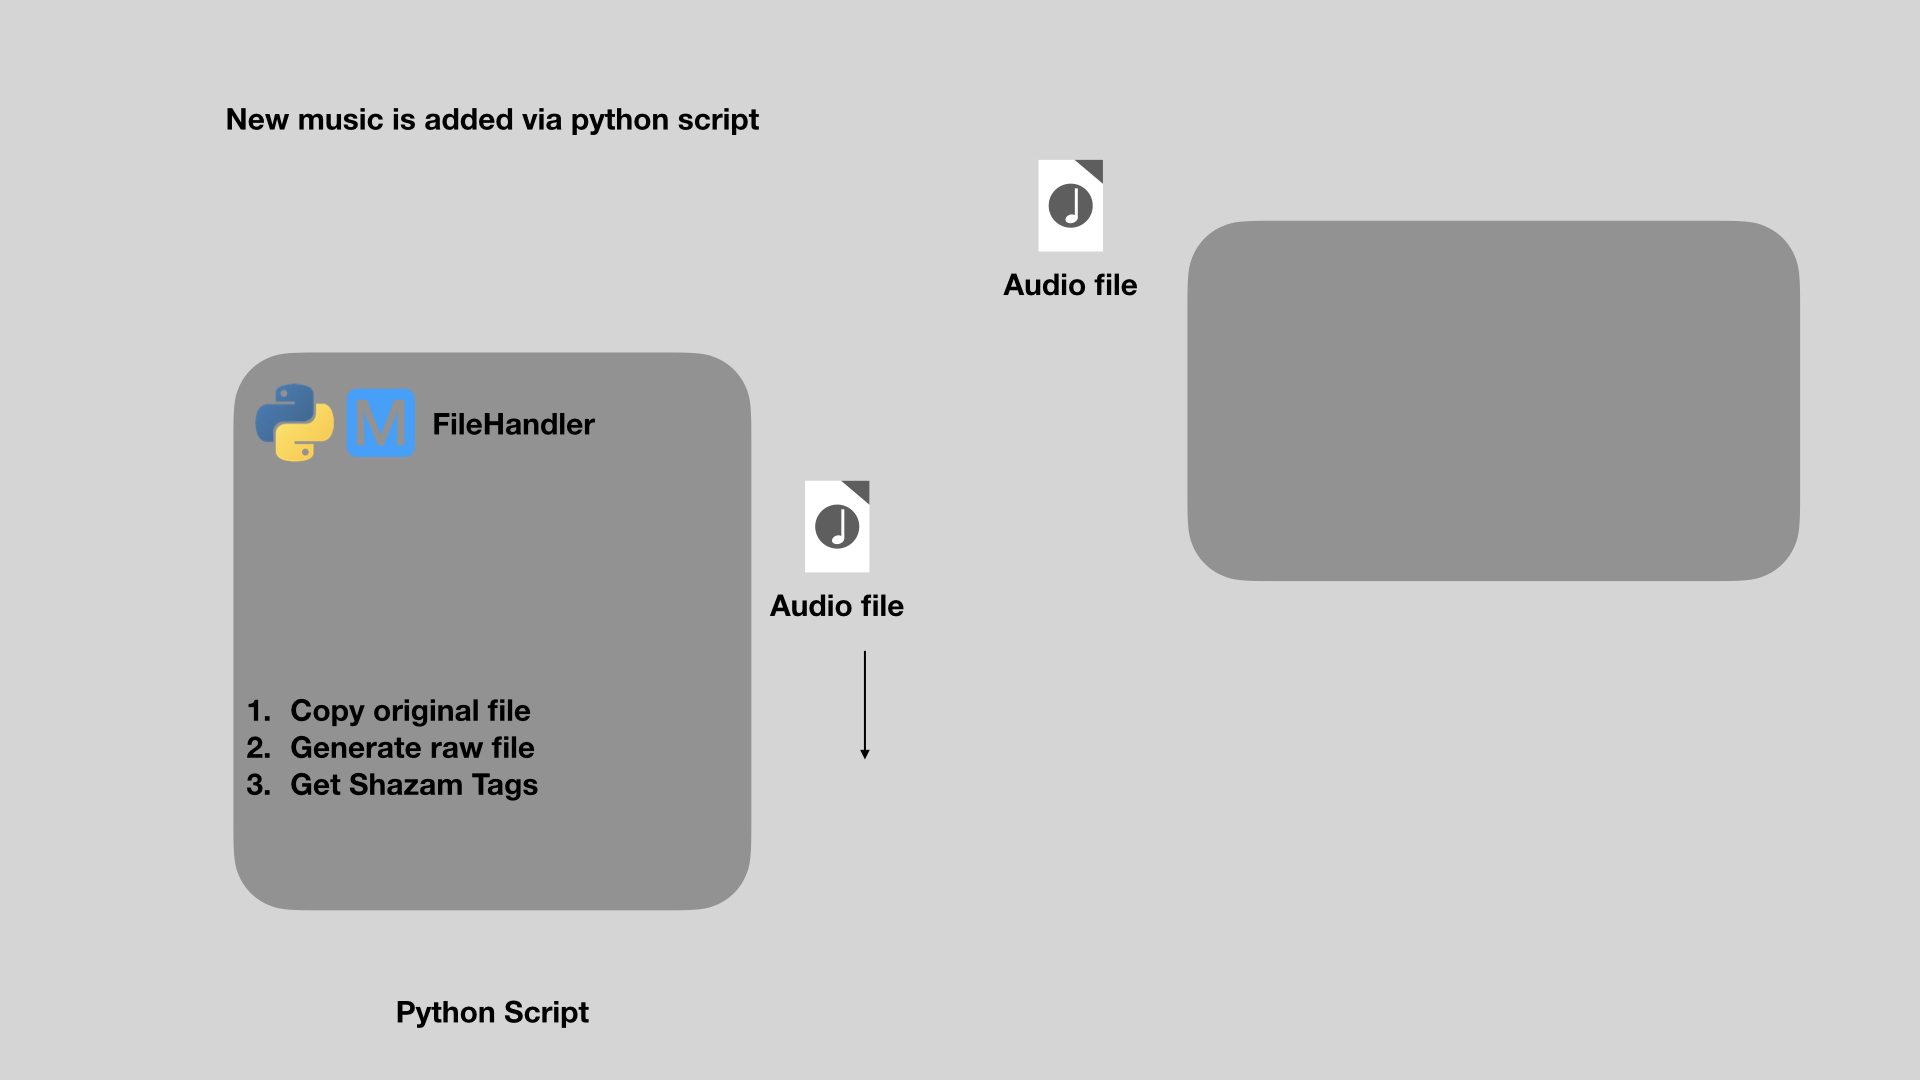 New music is added via python script
Audio file
M FileHandler
Audio file
1. Copy original file
2. Generate raw file
3. Get Shazam Tags
Python Script